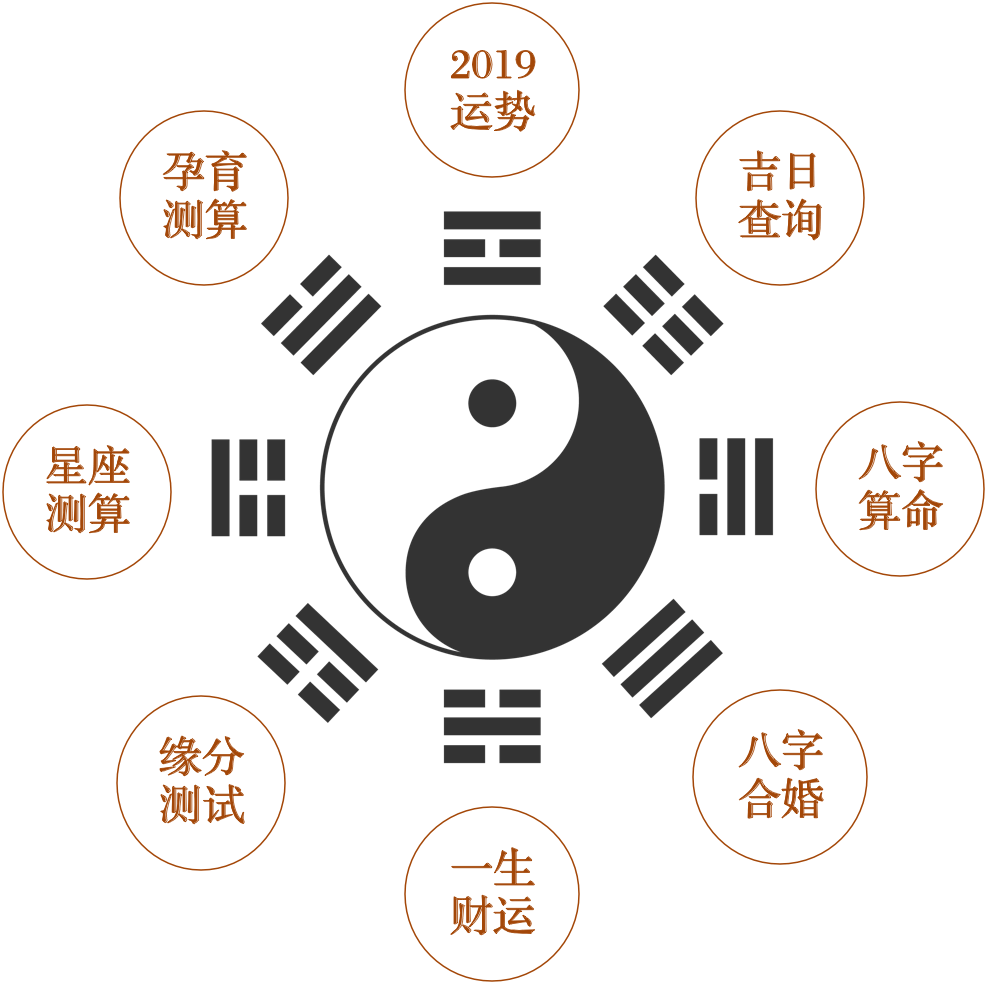 2019
运势
孕育
测算
吉日
查询
星座
测算
八字
算命
缘分
测试
八字
合婚
一生
财运